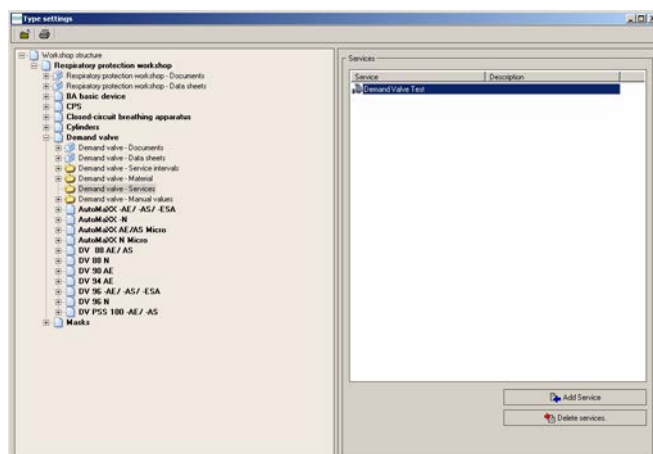 Type settings
Workshop structure
Respiratory protection workshop
Respiratory protection workshop - Documents
Respiratory protection workshop - Data sheets
BA basic device
CPS
Closed-circuit breathing apparatus
Cylinders
Demand valve
Demand valve - Documents
Demand valve - Data sheets
Demand valve - Service intervals
Demand valve - Material
Demand valve - Services
Demand valve - Manual values
AutoMaXX -AE/ -AS/ -ESA
AutoMaXX -N
AutoMaXX AE/AS Micro
AutoMaXX N Micro
DV 88 AE/ AS
DV 88 N
DV 90 AE
DV 94 AE
DV 96 -AE/ -AS/ -ESA
DV 96 N
DV PSS 100 -AE/ -AS
Masks
Services
Service Description
Demand Valve Test
Add Service
Delete services